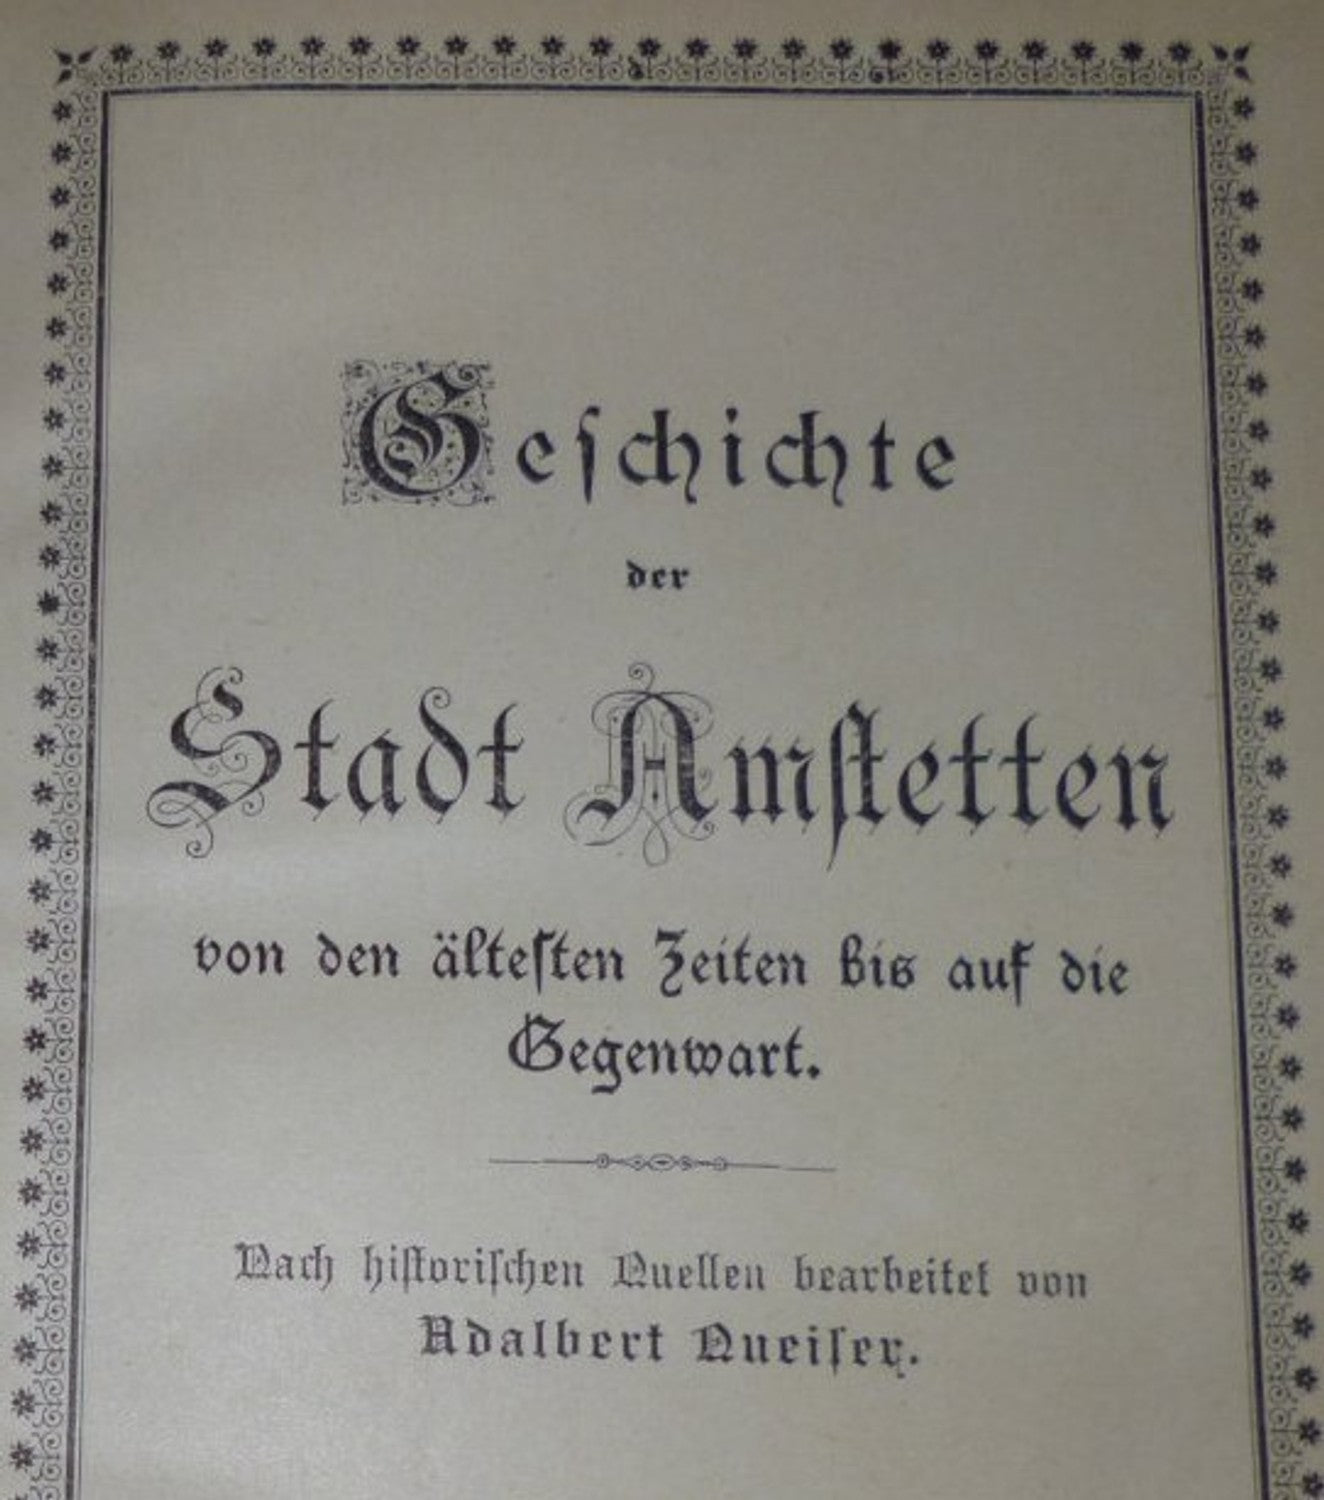 Geſchichte
der
Stadt Amſtetten
von den älteſten Zeiten bis auf die
Gegenwart.
Nach hiſtoriſchen Quellen bearbeitet von
Adalbert Queiſer.